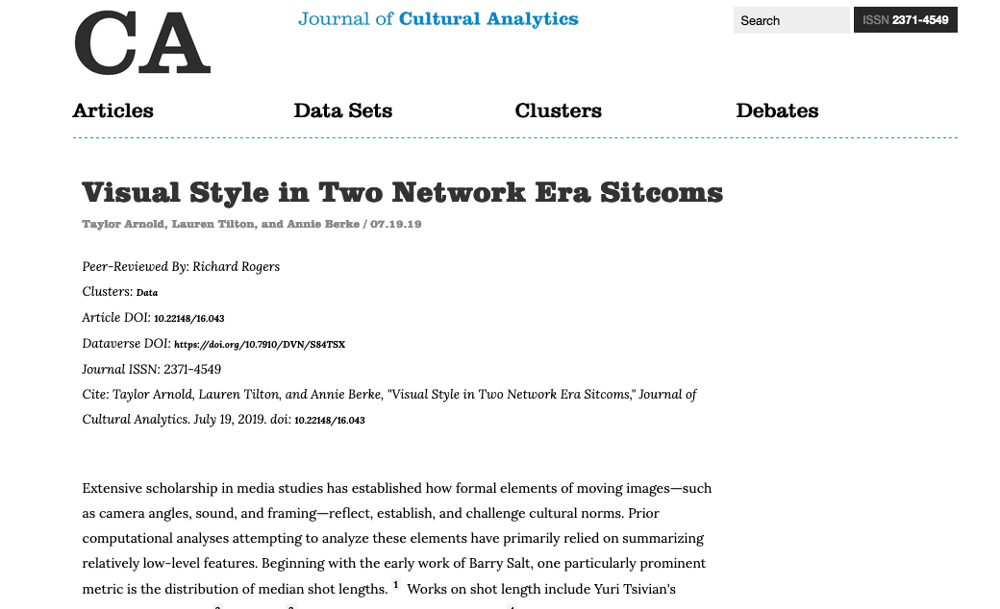 CA
Journal of Cultural Analytics
Search
ISSN 2371-4549
Articles
Data Sets
Clusters
Debates
Visual Style in Two Network Era Sitcoms
Taylor Arnold, Lauren Tilton, and Annie Berke / 07.19.19
Peer-Reviewed By: Richard Rogers
Clusters: Data
Article DOI: 10.22148/16.043
Dataverse DOI: https://doi.org/10.7910/DVN/S84TSX
Journal ISSN: 2371-4549
Cite: Taylor Arnold, Lauren Tilton, and Annie Berke, "Visual Style in Two Network Era Sitcoms," Journal of
Cultural Analytics. July 19, 2019. doi: 10.22148/16.043
Extensive scholarship in media studies has established how formal elements of moving images—such
as camera angles, sound, and framing—reflect, establish, and challenge cultural norms. Prior
computational analyses attempting to analyze these elements have primarily relied on summarizing
relatively low-level features. Beginning with the early work of Barry Salt, one particularly prominent
metric is the distribution of median shot lengths. 1 Works on shot length include Yuri Tsivian's